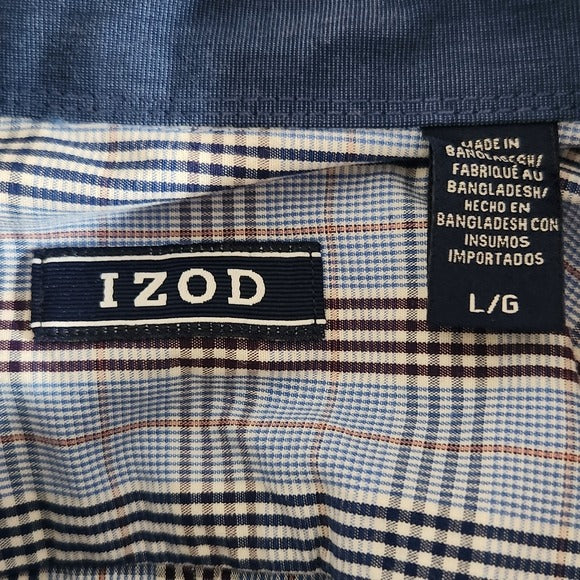 IZOD
MADE IN
BANGLADESH/
FABRIQUÉ AU
BANGLADESH/
HECHO EN
BANGLADESH CON
INSUMOS
IMPORTADOS
L/G